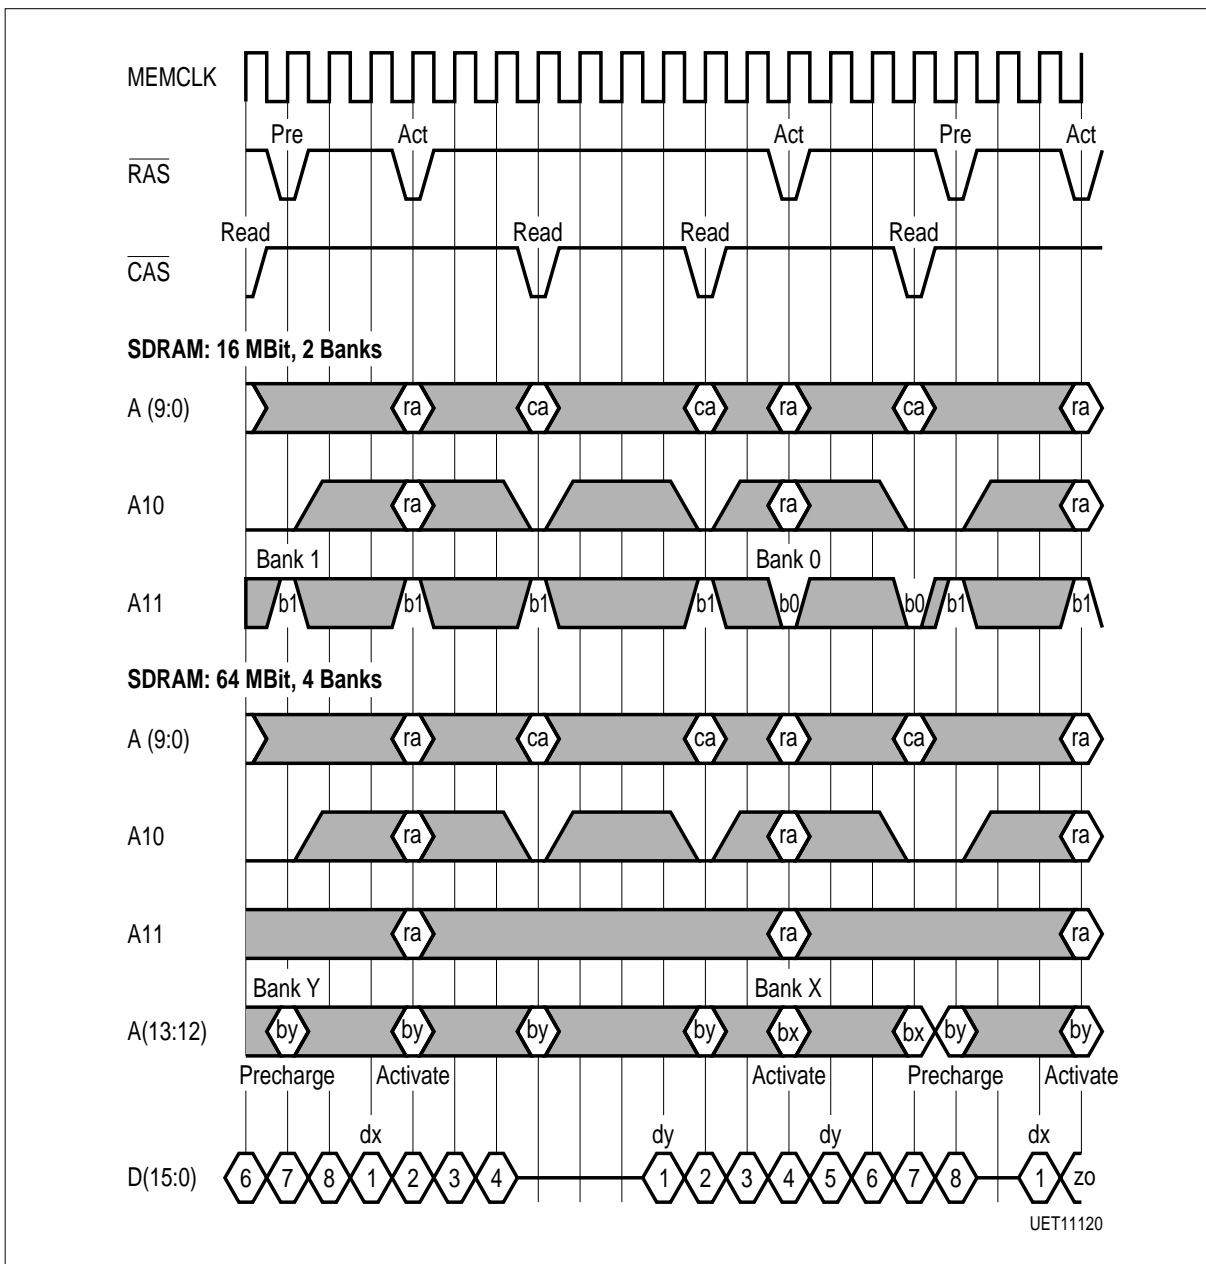 MEMCLK
Pre Act Act Pre Act
RAS
Read Read Read Read
CAS
SDRAM: 16 MBit, 2 Banks
A (9:0) ra ca ca ra ca ra
A10 ra ra ra
Bank 1 Bank 0
A11 b1 b1 b1 b1 b0 b0 b1 b1
SDRAM: 64 MBit, 4 Banks
A (9:0) ra ca ca ra ca ra
A10 ra ra ra
A11 ra ra ra
Bank Y Bank X
A(13:12) by by by by bx bx by by
Precharge Activate Activate Precharge Activate
dx dy dy dx
D(15:0) 6 7 8 1 2 3 4 1 2 3 4 5 6 7 8 1 zo
UET11120